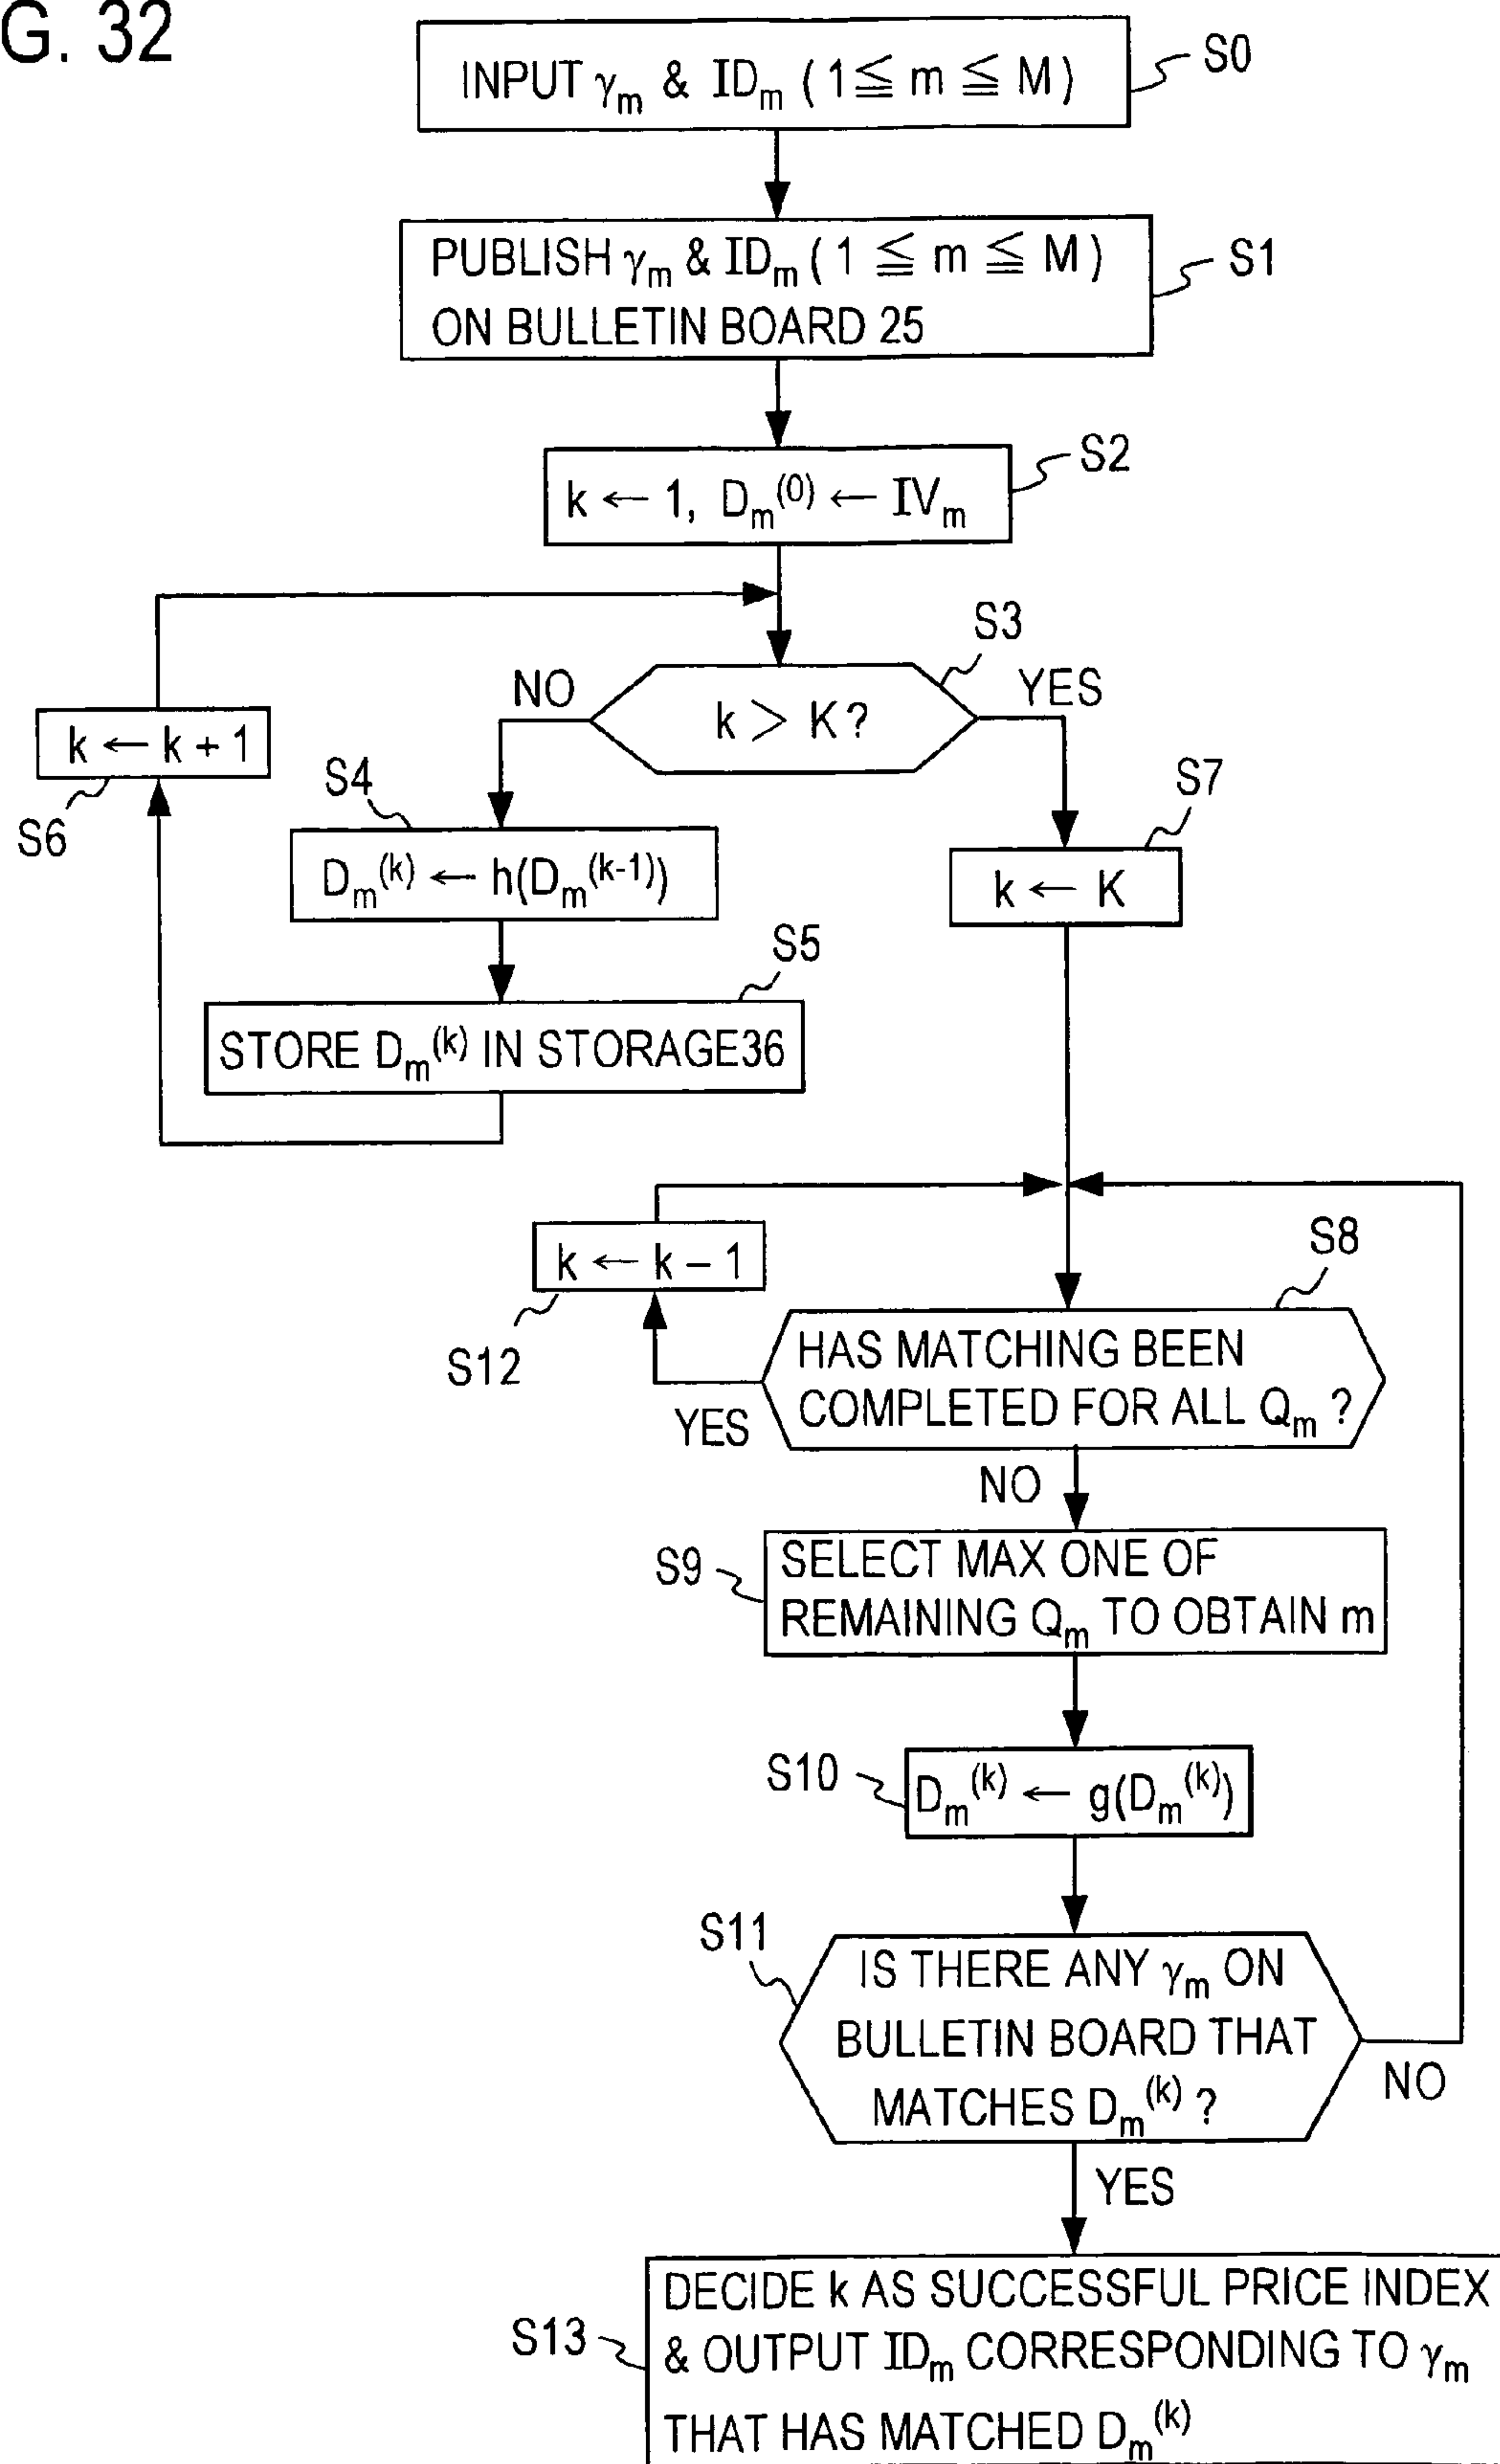 G. 32
INPUT γm & IDm ( 1 ≦ m ≦ M )
S0
PUBLISH γm & IDm ( 1 ≦ m ≦ M )
ON BULLETIN BOARD 25
S1
k ← 1, Dm(0) ← IVm
S2
S3
NO
k > K ?
YES
k ← k + 1
S6
S4
Dm(k) ← h(Dm(k-1))
S7
k ← K
S5
STORE Dm(k) IN STORAGE36
k ← k – 1
S12
S8
HAS MATCHING BEEN
COMPLETED FOR ALL Qm ?
YES
NO
S9
SELECT MAX ONE OF
REMAINING Qm TO OBTAIN m
S10
Dm(k) ← g(Dm(k))
S11
IS THERE ANY γm ON
BULLETIN BOARD THAT
MATCHES Dm(k) ?
NO
YES
S13
DECIDE k AS SUCCESSFUL PRICE INDEX
& OUTPUT IDm CORRESPONDING TO γm
THAT HAS MATCHED Dm(k)